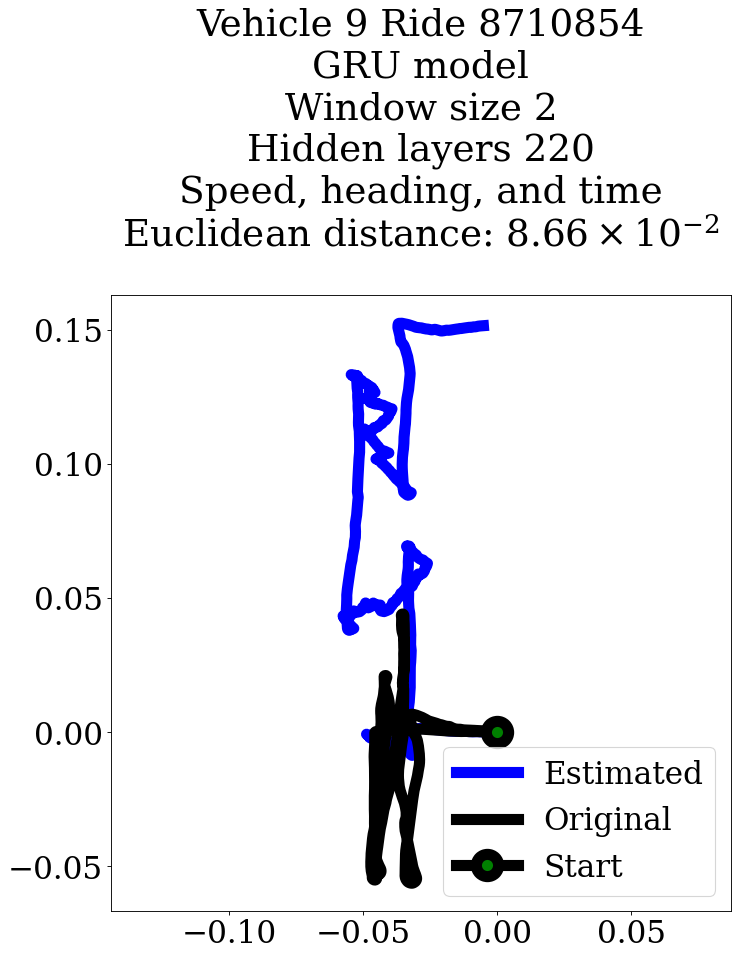 Vehicle 9 Ride 8710854
GRU model
Window size 2
Hidden layers 220
Speed, heading, and time
Euclidean distance: 8.66 × 10⁻²
0.15
0.10
0.05
0.00
−0.05
Estimated
Original
Start
−0.10 −0.05 0.00 0.05